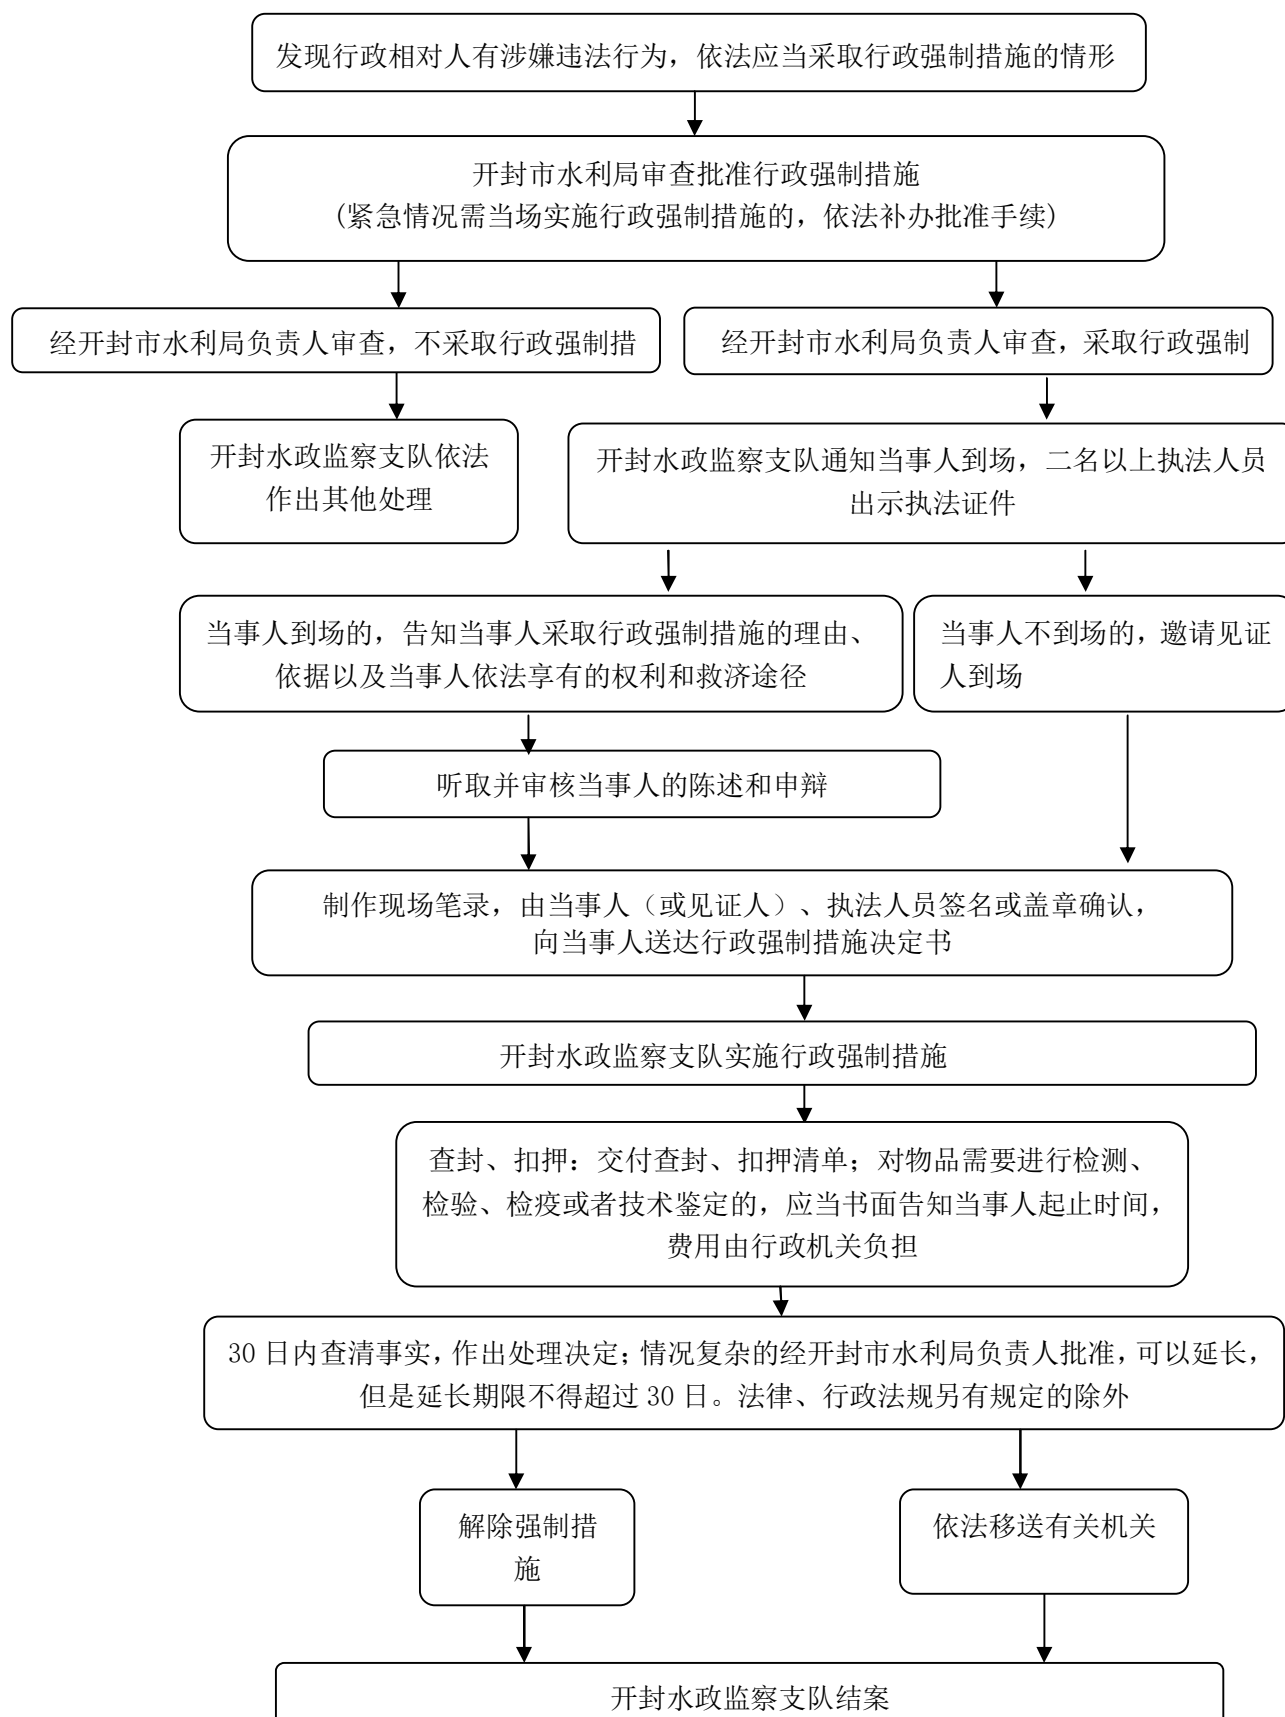 发现行政相对人有涉嫌违法行为，依法应当采取行政强制措施的情形
开封市水利局审查批准行政强制措施
(紧急情况需当场实施行政强制措施的，依法补办批准手续)
经开封市水利局负责人审查，不采取行政强制措
经开封市水利局负责人审查，采取行政强制
开封水政监察支队依法
作出其他处理
开封水政监察支队通知当事人到场，二名以上执法人员
出示执法证件
当事人到场的，告知当事人采取行政强制措施的理由、
依据以及当事人依法享有的权利和救济途径
当事人不到场的，邀请见证
人到场
听取并审核当事人的陈述和申辩
制作现场笔录，由当事人（或见证人）、执法人员签名或盖章确认，
向当事人送达行政强制措施决定书
开封水政监察支队实施行政强制措施
查封、扣押：交付查封、扣押清单；对物品需要进行检测、
检验、检疫或者技术鉴定的，应当书面告知当事人起止时间，
费用由行政机关负担
30 日内查清事实，作出处理决定；情况复杂的经开封市水利局负责人批准，可以延长，
但是延长期限不得超过 30 日。法律、行政法规另有规定的除外
解除强制措
施
依法移送有关机关
开封水政监察支队结案